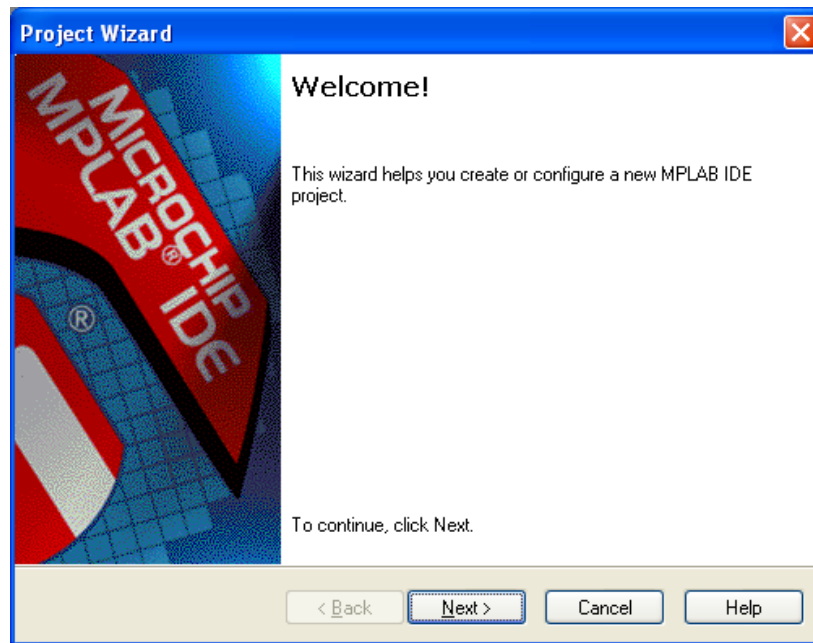 Project Wizard
MICROCHIP
MPLAB® IDE
®
Welcome!
This wizard helps you create or configure a new MPLAB IDE
project.
To continue, click Next.
< Back
Next >
Cancel
Help